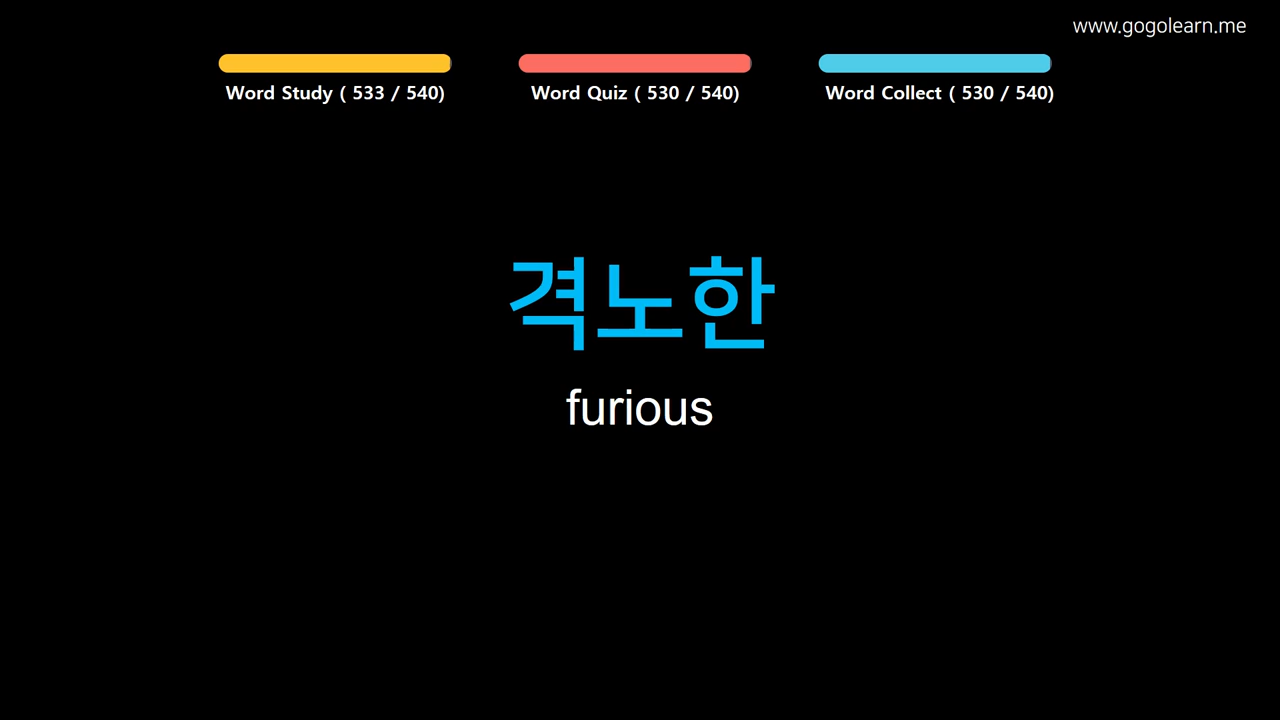 www.gogolearn.me
Word Study ( 533 / 540)
Word Quiz ( 530 / 540)
Word Collect ( 530 / 540)
격노한
furious